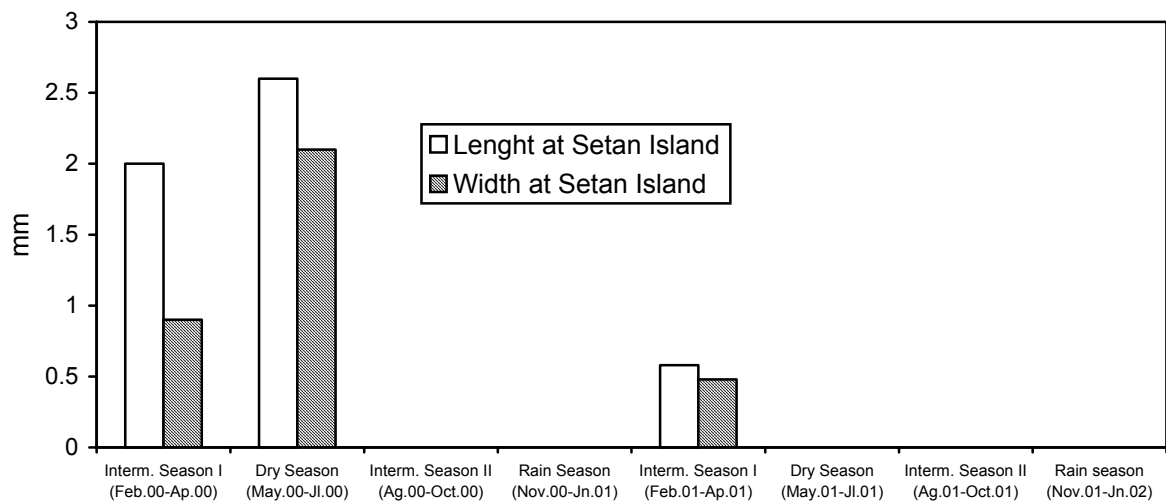 3
2.5
2
1.5
1
0.5
0
mm
Lenght at Setan Island
Width at Setan Island
Interm. Season I
(Feb.00-Ap.00)
Dry Season
(May.00-Jl.00)
Interm. Season II
(Ag.00-Oct.00)
Rain Season
(Nov.00-Jn.01)
Interm. Season I
(Feb.01-Ap.01)
Dry Season
(May.01-Jl.01)
Interm. Season II
(Ag.01-Oct.01)
Rain season
(Nov.01-Jn.02)